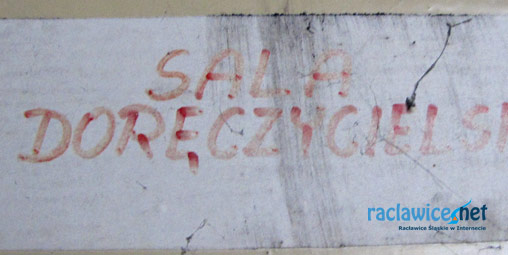 SALA
DORĘCZYCIELSK
raclawice.net
Racławice Śląskie w Internecie